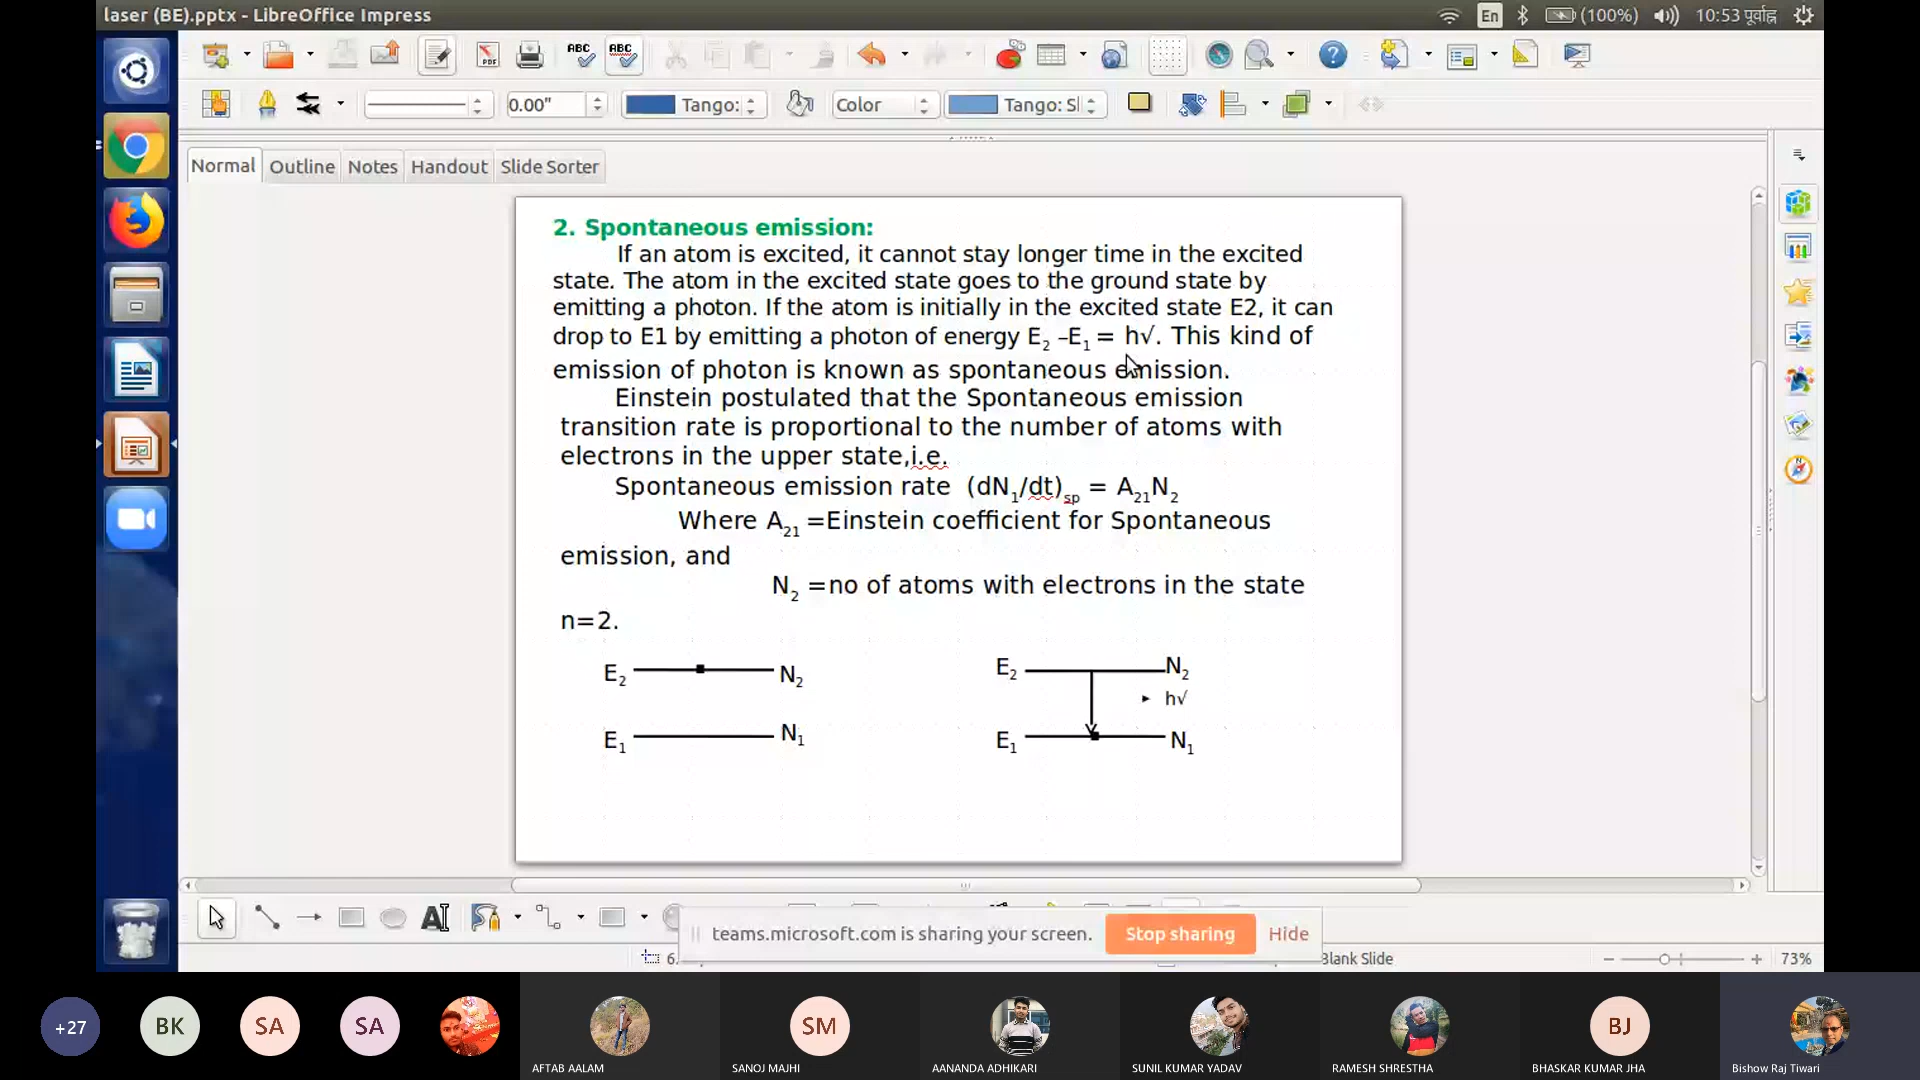 laser (BE).pptx - LibreOffice Impress
En
(100%)
10:53 पूर्वाह्न
0.00"
Tango:
Color
Tango: Sl
Normal
Outline
Notes
Handout
Slide Sorter
2. Spontaneous emission:
If an atom is excited, it cannot stay longer time in the excited
state. The atom in the excited state goes to the ground state by
emitting a photon. If the atom is initially in the excited state E2, it can
drop to E1 by emitting a photon of energy E₂ –E₁ = h√. This kind of
emission of photon is known as spontaneous emission.
Einstein postulated that the Spontaneous emission
transition rate is proportional to the number of atoms with
electrons in the upper state,i.e.
Spontaneous emission rate (dN₁/dt)sp = A₂₁N₂
Where A₂₁ =Einstein coefficient for Spontaneous
emission, and
N₂ =no of atoms with electrons in the state
n=2.
E₂ N₂
E₁ N₁
E₂ N₂
h√
E₁ N₁
teams.microsoft.com is sharing your screen.
Stop sharing
Hide
Blank Slide
73%
+27
BK
SA
SA
AFTAB AALAM
SM
SANOJ MAJHI
AANANDA ADHIKARI
SUNIL KUMAR YADAV
RAMESH SHRESTHA
BJ
BHASKAR KUMAR JHA
Bishow Raj Tiwari